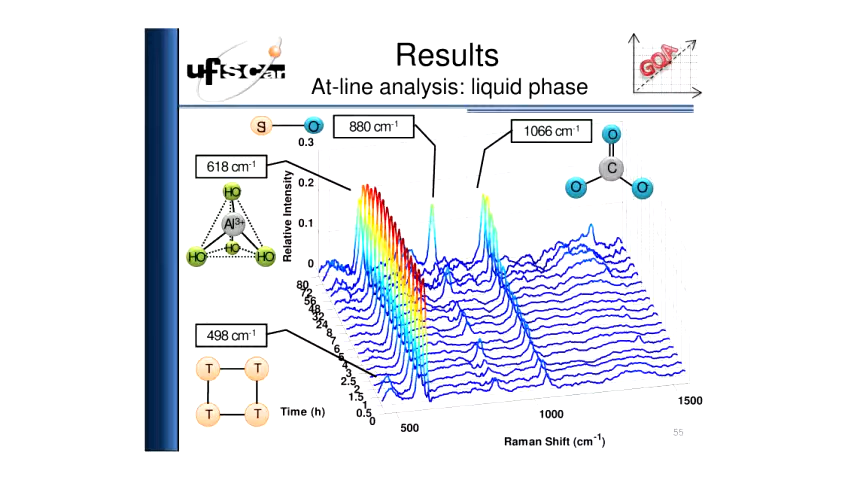 ufscar
Results
At-line analysis: liquid phase
GOA
Si
O-
880 cm-1
1066 cm-1
O
C
O-
O-
618 cm-1
HO-
Al3+
HO-
HO-
HO-
498 cm-1
T
T
T
T
Relative Intensity
0.3
0.2
0.1
0
80
72
56
48
32
24
8
7
6
5
4
3
2.5
2
1.5
1
0.5
0
Time (h)
500
1000
1500
Raman Shift (cm-1)
55